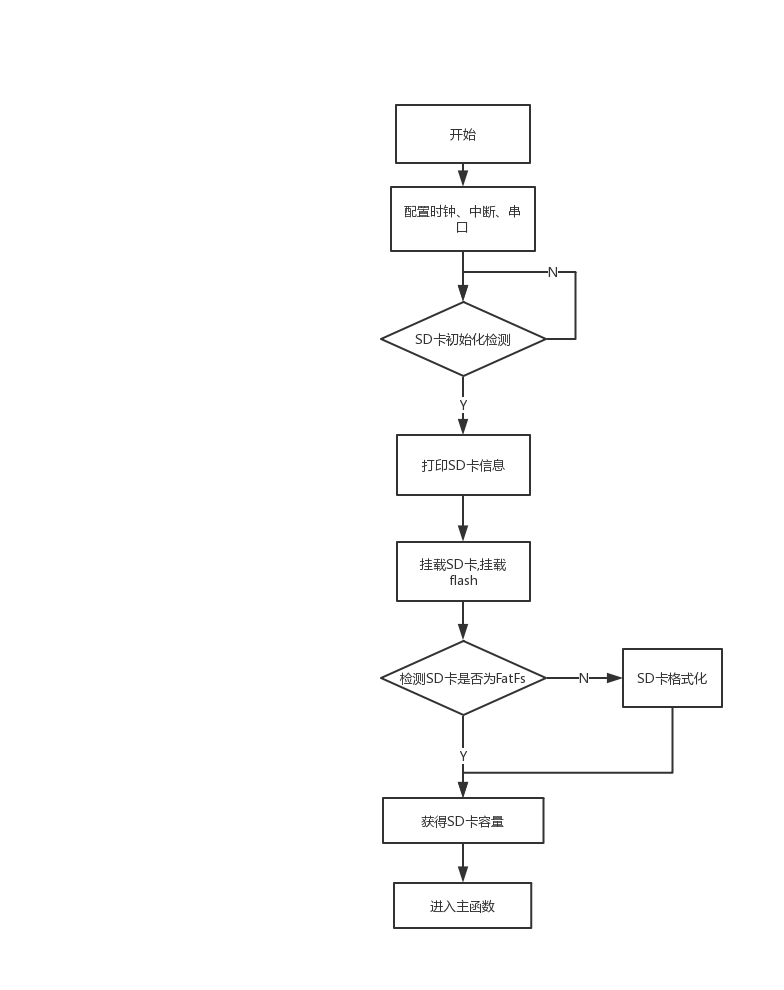 开始
配置时钟、中断、串
口
N
SD卡初始化检测
Y
打印SD卡信息
挂载SD卡,挂载
flash
检测SD卡是否为FatFs
N
SD卡格式化
Y
获得SD卡容量
进入主函数